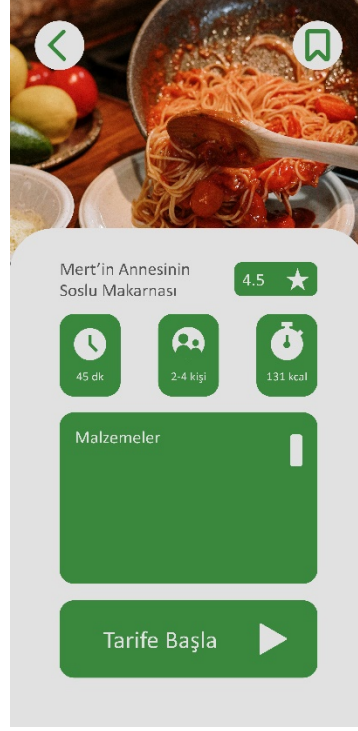 Mert’in Annesinin
Soslu Makarnası
4.5
45 dk
2-4 kişi
131 kcal
Malzemeler
Tarife Başla